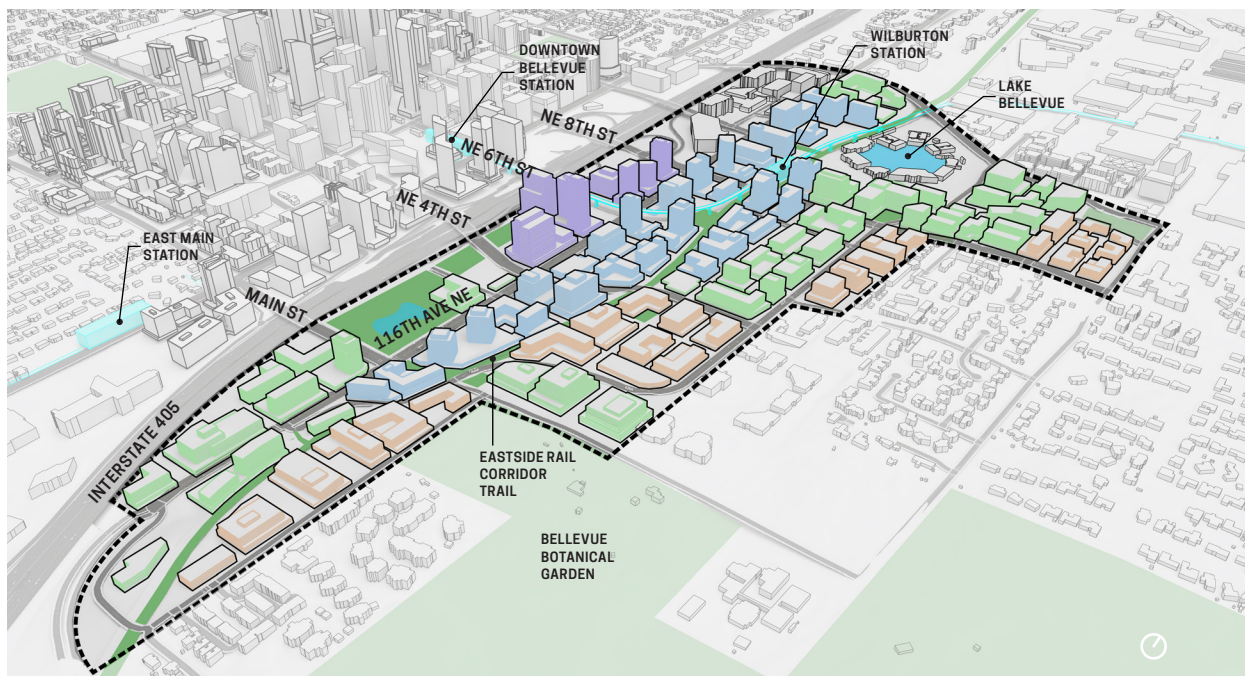 DOWNTOWN
BELLEVUE
STATION
WILBURTON
STATION
LAKE
BELLEVUE
NE 8TH ST
NE 6TH ST
NE 4TH ST
EAST MAIN
STATION
MAIN ST
116TH AVE NE
INTERSTATE 405
EASTSIDE RAIL
CORRIDOR
TRAIL
BELLEVUE
BOTANICAL
GARDEN